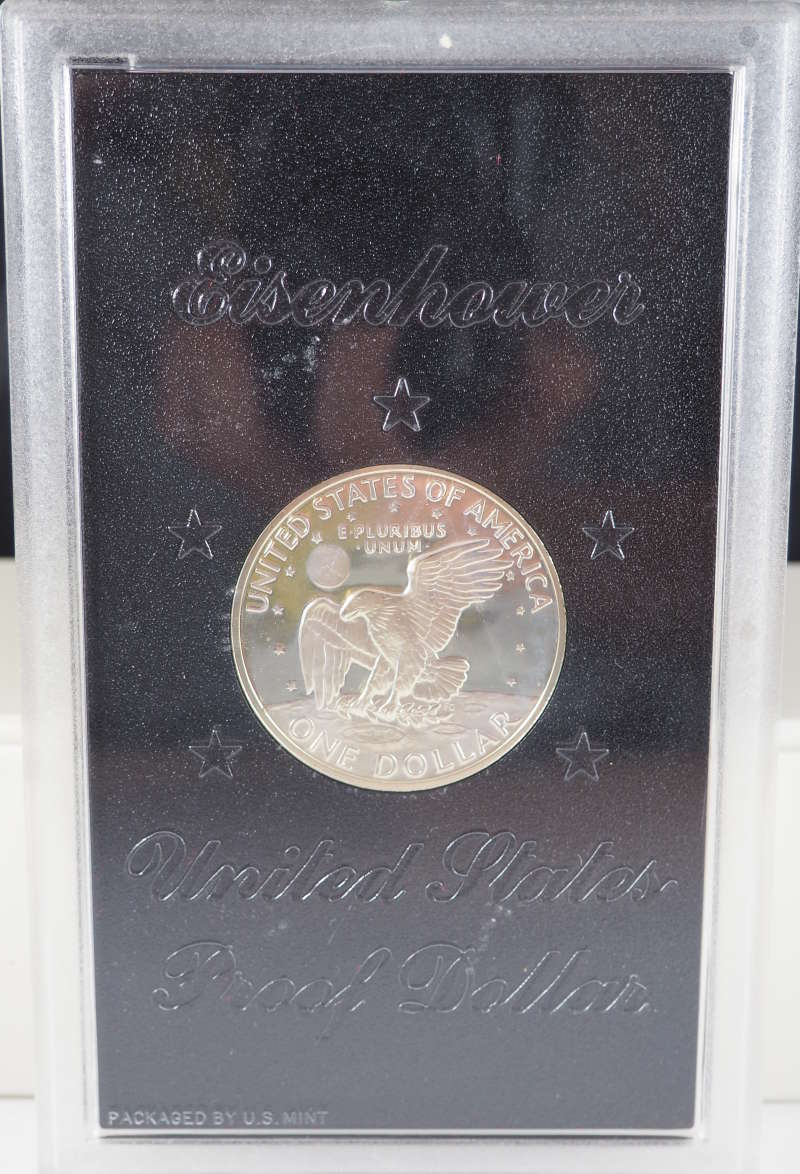 Eisenhower
UNITED STATES OF AMERICA
E·PLURIBUS
·UNUM·
ONE DOLLAR
United States
Proof Dollar
PACKAGED BY U.S. MINT